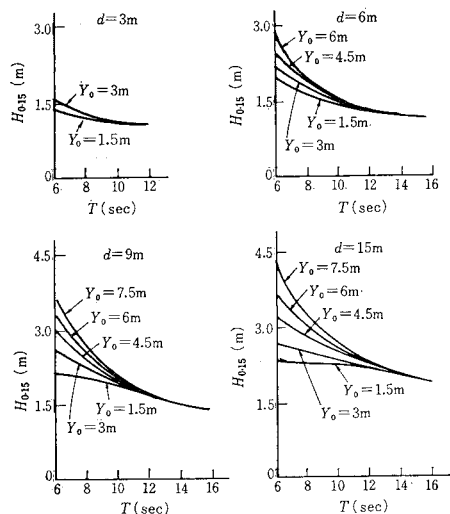 d=3m
3.0
1.5
0
H0-15 (m)
Y0=3m
Y0=1.5m
6 8 10 12
T(sec)
d=6m
3.0
1.5
0
Y0=6m
Y0=4.5m
Y0=1.5m
Y0=3m
6 8 10 12 14 16
T(sec)
d=9m
4.5
3.0
1.5
0
H0-15 (m)
Y0=7.5m
Y0=6m
Y0=4.5m
Y0=1.5m
Y0=3m
6 8 10 12 14 16
T(sec)
d=15m
4.5
3.0
1.5
0
H0-15 (m)
Y0=7.5m
Y0=6m
Y0=4.5m
Y0=1.5m
Y0=3m
6 8 10 12 14 16
T(sec)